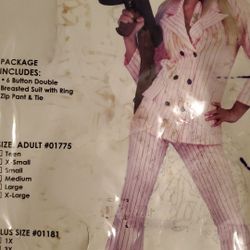 PACKAGE
INCLUDES:
• 6 Button Double
Breasted Suit with Ring
Zip Pant & Tie
SIZE: ADULT #01775
Teen
X-Small
Small
Medium
Large
X-Large
LUS SIZE #01181
1X